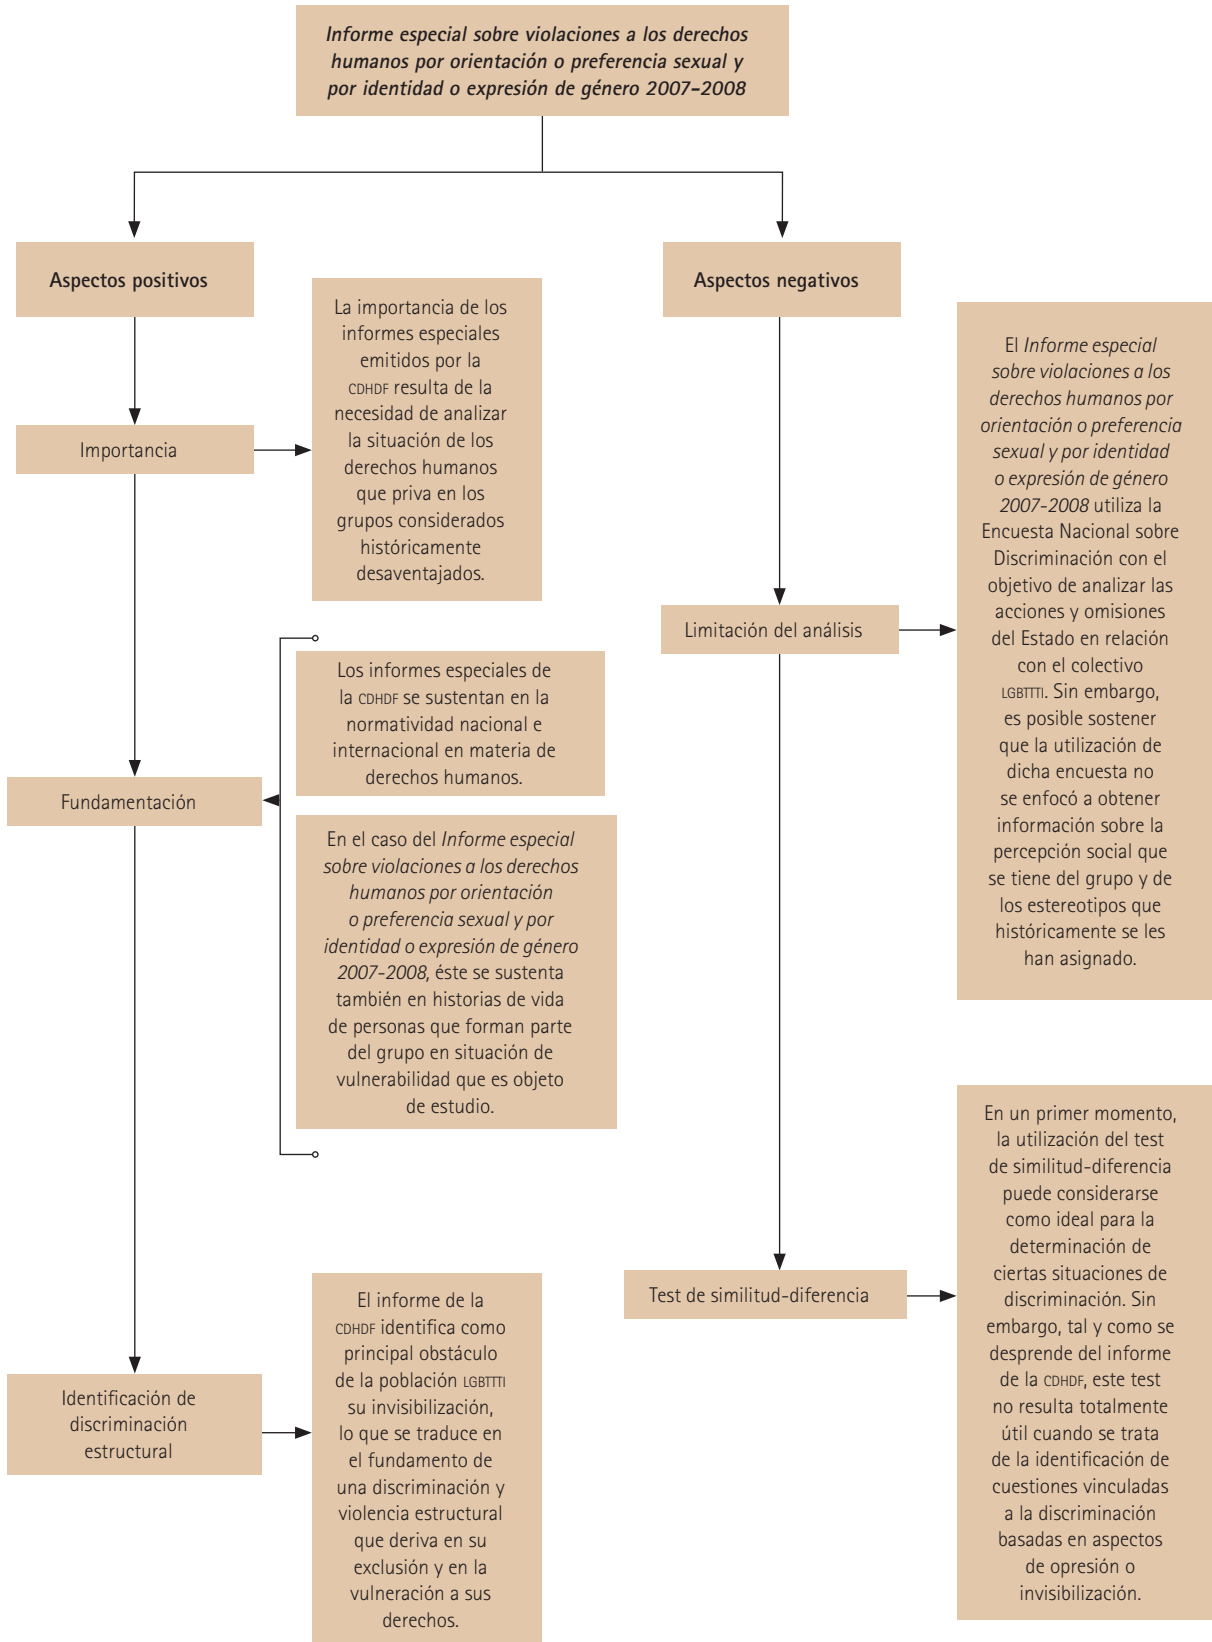 Informe especial sobre violaciones a los derechos
humanos por orientación o preferencia sexual y
por identidad o expresión de género 2007-2008
Aspectos positivos
Importancia
La importancia de los
informes especiales
emitidos por la
CDHDF resulta de la
necesidad de analizar
la situación de los
derechos humanos
que priva en los
grupos considerados
históricamente
desaventajados.
Fundamentación
Los informes especiales de
la CDHDF se sustentan en la
normatividad nacional e
internacional en materia de
derechos humanos.
En el caso del Informe especial
sobre violaciones a los derechos
humanos por orientación
o preferencia sexual y por
identidad o expresión de género
2007-2008, éste se sustenta
también en historias de vida
de personas que forman parte
del grupo en situación de
vulnerabilidad que es objeto
de estudio.
Identificación de
discriminación
estructural
El informe de la
CDHDF identifica como
principal obstáculo
de la población LGBTTTI
su invisibilización,
lo que se traduce en
el fundamento de
una discriminación y
violencia estructural
que deriva en su
exclusión y en la
vulneración a sus
derechos.
Aspectos negativos
Limitación del análisis
El Informe especial
sobre violaciones a los
derechos humanos por
orientación o preferencia
sexual y por identidad
o expresión de género
2007-2008 utiliza la
Encuesta Nacional sobre
Discriminación con el
objetivo de analizar las
acciones y omisiones
del Estado en relación
con el colectivo
LGBTTTI. Sin embargo,
es posible sostener
que la utilización de
dicha encuesta no
se enfocó a obtener
información sobre la
percepción social que
se tiene del grupo y de
los estereotipos que
históricamente se les
han asignado.
Test de similitud-diferencia
En un primer momento,
la utilización del test
de similitud-diferencia
puede considerarse
como ideal para la
determinación de
ciertas situaciones de
discriminación. Sin
embargo, tal y como se
desprende del informe
de la CDHDF, este test
no resulta totalmente
útil cuando se trata
de la identificación de
cuestiones vinculadas
a la discriminación
basadas en aspectos
de opresión o
invisibilización.